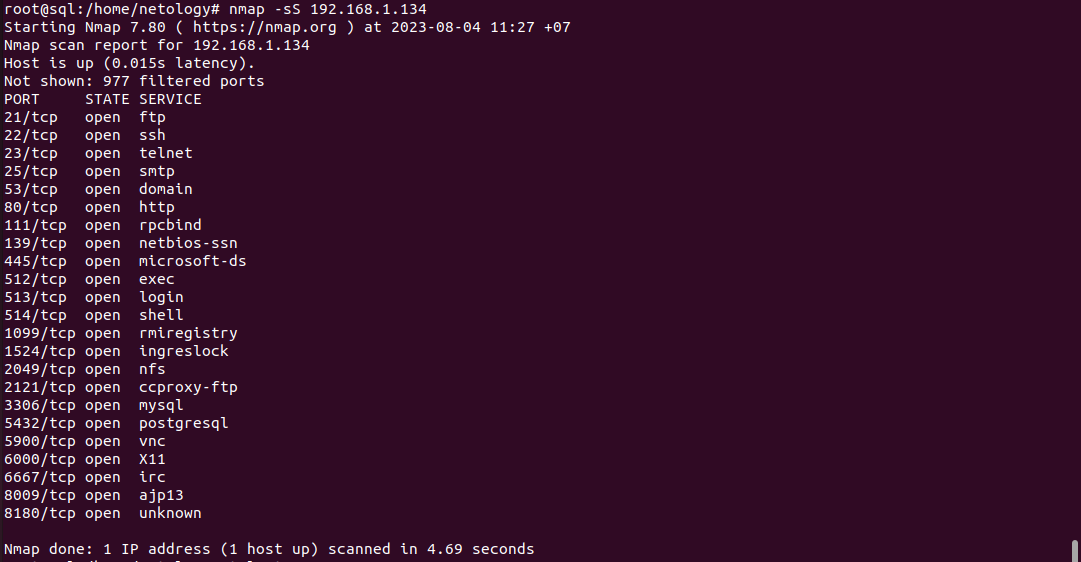 root@sql:/home/netology# nmap -sS 192.168.1.134
Starting Nmap 7.80 ( https://nmap.org ) at 2023-08-04 11:27 +07
Nmap scan report for 192.168.1.134
Host is up (0.015s latency).
Not shown: 977 filtered ports
PORT     STATE SERVICE
21/tcp   open  ftp
22/tcp   open  ssh
23/tcp   open  telnet
25/tcp   open  smtp
53/tcp   open  domain
80/tcp   open  http
111/tcp  open  rpcbind
139/tcp  open  netbios-ssn
445/tcp  open  microsoft-ds
512/tcp  open  exec
513/tcp  open  login
514/tcp  open  shell
1099/tcp open  rmiregistry
1524/tcp open  ingreslock
2049/tcp open  nfs
2121/tcp open  ccproxy-ftp
3306/tcp open  mysql
5432/tcp open  postgresql
5900/tcp open  vnc
6000/tcp open  X11
6667/tcp open  irc
8009/tcp open  ajp13
8180/tcp open  unknown
Nmap done: 1 IP address (1 host up) scanned in 4.69 seconds